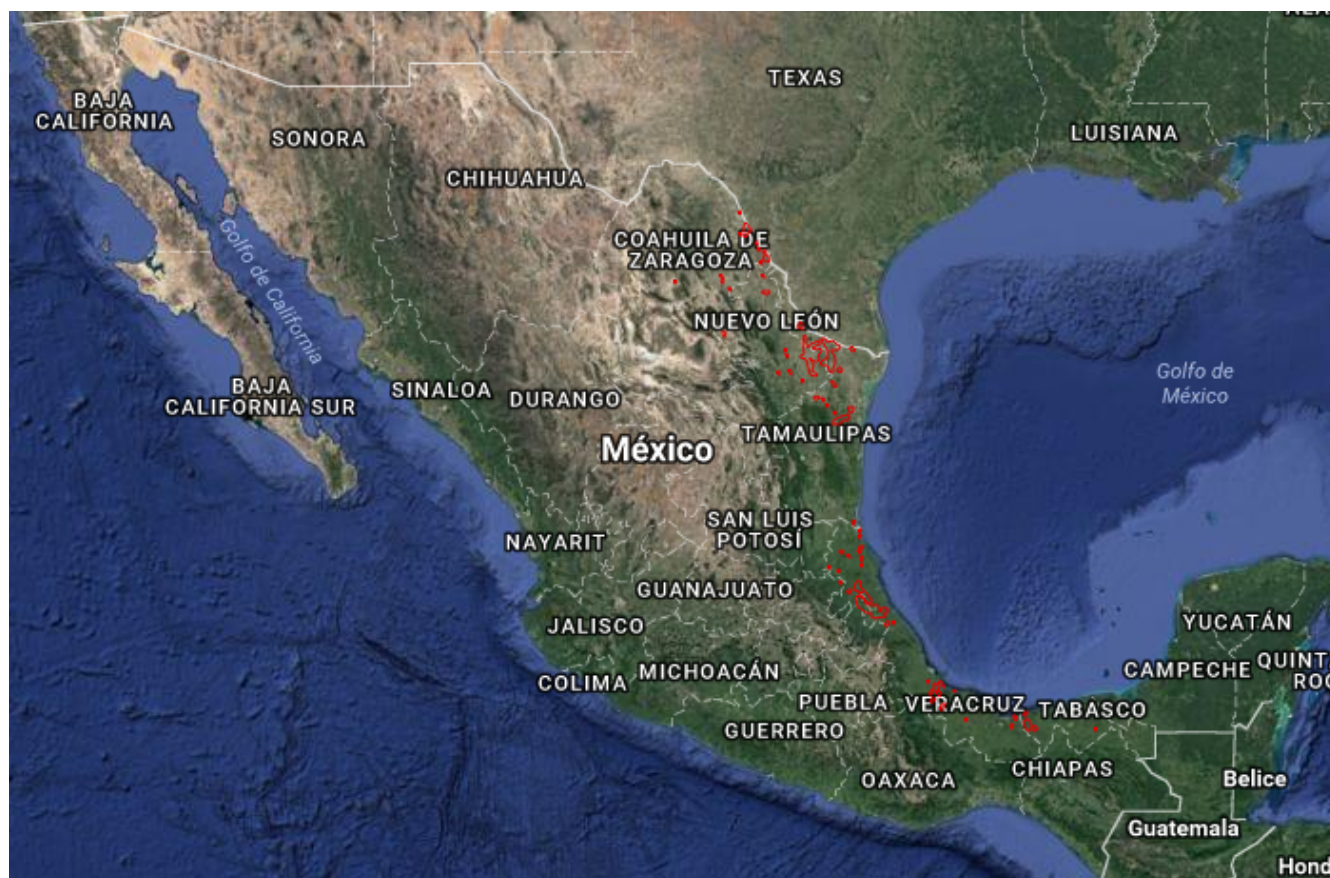 TEXAS
BAJA
CALIFORNIA
LUISIANA
SONORA
CHIHUAHUA
COAHUILA DE
ZARAGOZA
Golfo de California
NUEVO LEÓN
Golfo de
México
BAJA
CALIFORNIA SUR
SINALOA
DURANGO
TAMAULIPAS
México
SAN LUIS
POTOSÍ
NAYARIT
GUANAJUATO
YUCATÁN
JALISCO
QUINT
ROO
CAMPECHE
MICHOACÁN
COLIMA
PUEBLA
VERACRUZ
TABASCO
GUERRERO
CHIAPAS
OAXACA
Belice
Guatemala
Hond